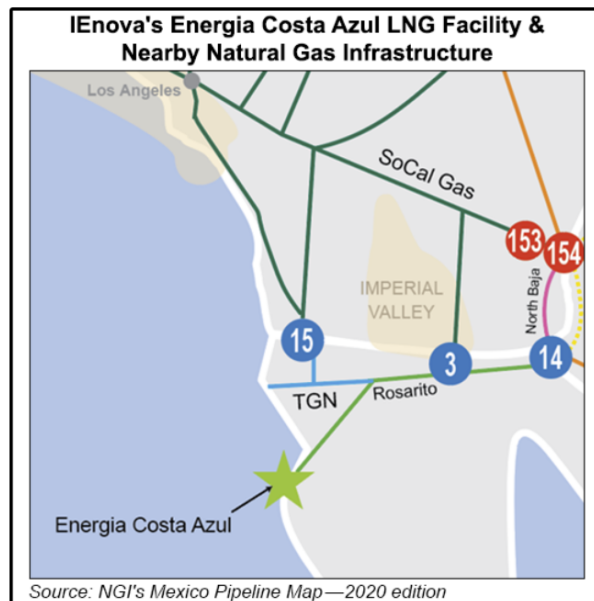 IEnova's Energia Costa Azul LNG Facility &
Nearby Natural Gas Infrastructure
Los Angeles
SoCal Gas
153
154
IMPERIAL
VALLEY
North Baja
15
3
14
TGN
Rosarito
Energia Costa Azul
Source: NGI's Mexico Pipeline Map—2020 edition